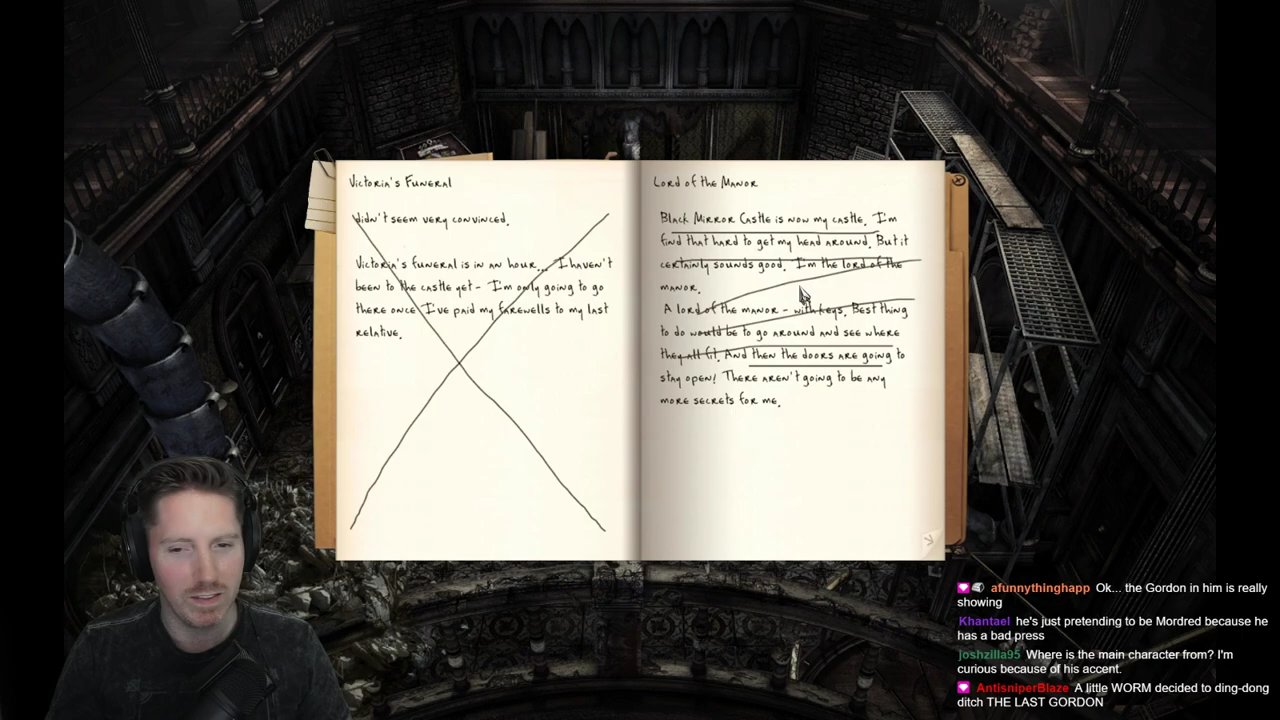 Victoria's Funeral
didn't seem very convinced.
Victoria's funeral is in an hour... I haven't
been to the castle yet - I'm only going to go
there once I've paid my farewells to my last
relative.
Lord of the Manor
Black Mirror Castle is now my castle. I'm
find that hard to get my head around. But it
certainly sounds good. I'm the lord of the
manor.
A lord of the manor - with keys. Best thing
to do would be to go around and see where
they all fit. And then the doors are going to
stay open! There aren't going to be any
more secrets for me.
afunnythinghapp Ok... the Gordon in him is really
showing
Khantael he's just pretending to be Mordred because he
has a bad press
joshzilla95 Where is the main character from? I'm
curious because of his accent.
AntisniperBlaze A little WORM decided to ding-dong
ditch THE LAST GORDON